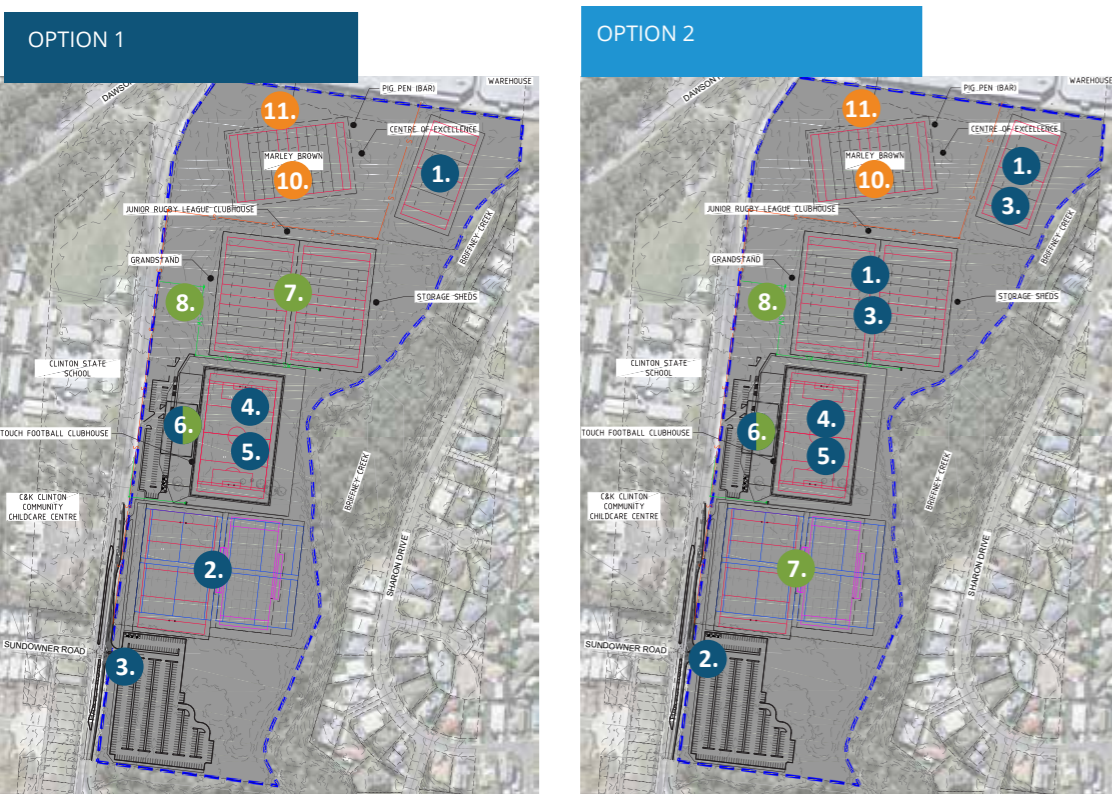 OPTION 1
DAWSON
WAREHOUSE
PIG PEN (BAR)
11.
CENTRE OF EXCELLENCE
MARLEY BROWN
10.
1.
JUNIOR RUGBY LEAGUE CLUBHOUSE
BRIFFNEY CREEK
GRANDSTAND
7.
8.
STORAGE SHEDS
CLINTON STATE
SCHOOL
4.
6.
5.
TOUCH FOOTBALL CLUBHOUSE
BRIFFNEY CREEK
C&K CLINTON
COMMUNITY
CHILDCARE CENTRE
SHARON DRIVE
2.
SUNDOWNER ROAD
3.
OPTION 2
DAWSON
WAREHOUSE
PIG PEN (BAR)
11.
CENTRE OF EXCELLENCE
MARLEY BROWN
10.
1.
3.
JUNIOR RUGBY LEAGUE CLUBHOUSE
BRIFFNEY CREEK
GRANDSTAND
1.
8.
3.
STORAGE SHEDS
CLINTON STATE
SCHOOL
4.
6.
5.
TOUCH FOOTBALL CLUBHOUSE
BRIFFNEY CREEK
C&K CLINTON
COMMUNITY
CHILDCARE CENTRE
SHARON DRIVE
7.
SUNDOWNER ROAD
2.